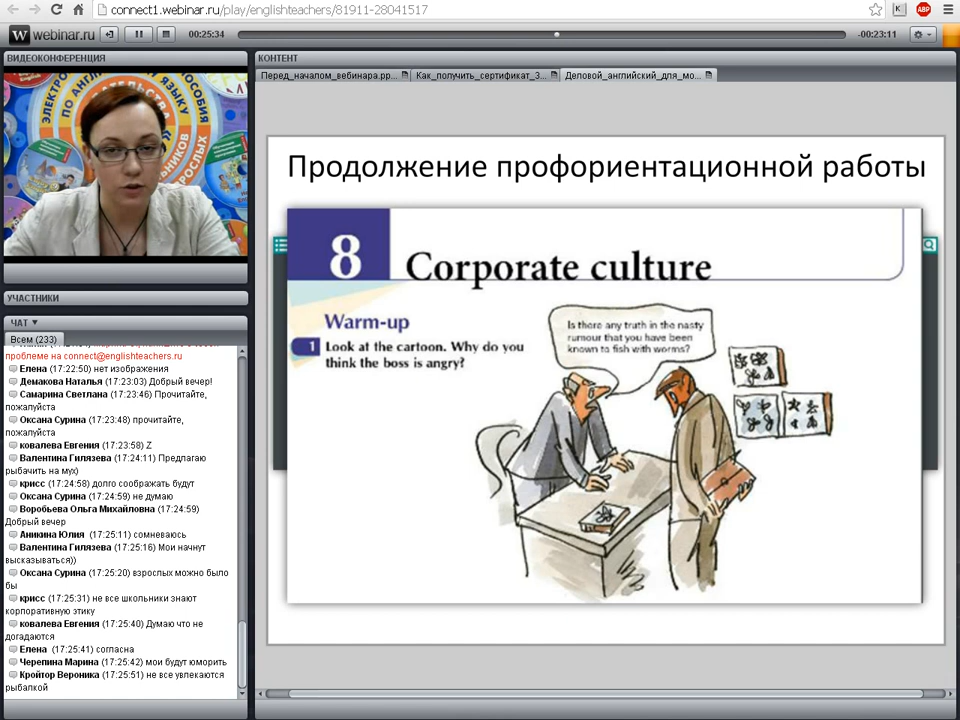 connect1.webinar.ru/play/englishteachers/81911-28041517
K
ABP
W webinar.ru
00:25:34
-00:23:11
ВИДЕОКОНФЕРЕНЦИЯ
ПО АНГЛ
ЯЗЫКУ
УЧАСТНИКИ
ЧАТ ▼
Всем (233)
проблеме на connect@englishteachers.ru
Елена (17:22:50) нет изображения
Демакова Наталья (17:23:03) Добрый вечер!
Самарина Светлана (17:23:46) Прочитайте,
пожалуйста
Оксана Сурина (17:23:48) прочитайте,
пожалуйста
ковалева Евгения (17:23:58) Z
Валентина Гилязева (17:24:11) Предлагаю
рыбачить на мух)
крисс (17:24:58) долго соображать будут
Оксана Сурина (17:24:59) не думаю
Воробьева Ольга Михайловна (17:24:59)
Добрый вечер
Аникина Юлия (17:25:11) сомневаюсь
Валентина Гилязева (17:25:16) Мои начнут
высказываться))
Оксана Сурина (17:25:20) взрослых можно было
бы
крисс (17:25:31) не все школьники знают
корпоративную этику
ковалева Евгения (17:25:40) Думаю что не
догадаются
Елена (17:25:41) согласна
Черепина Марина (17:25:42) мои будут юморить
Кройтор Вероника (17:25:51) не все увлекаются
рыбалкой
КОНТЕНТ
Перед_началом_вебинара.pp...
Как_получить_сертификат_3...
Деловой_английский_для_мо...
Продолжение профориентационной работы
8
Corporate culture
Warm-up
1 Look at the cartoon. Why do you
think the boss is angry?
Is there any truth in the nasty
rumour that you have been
known to fish with worms?